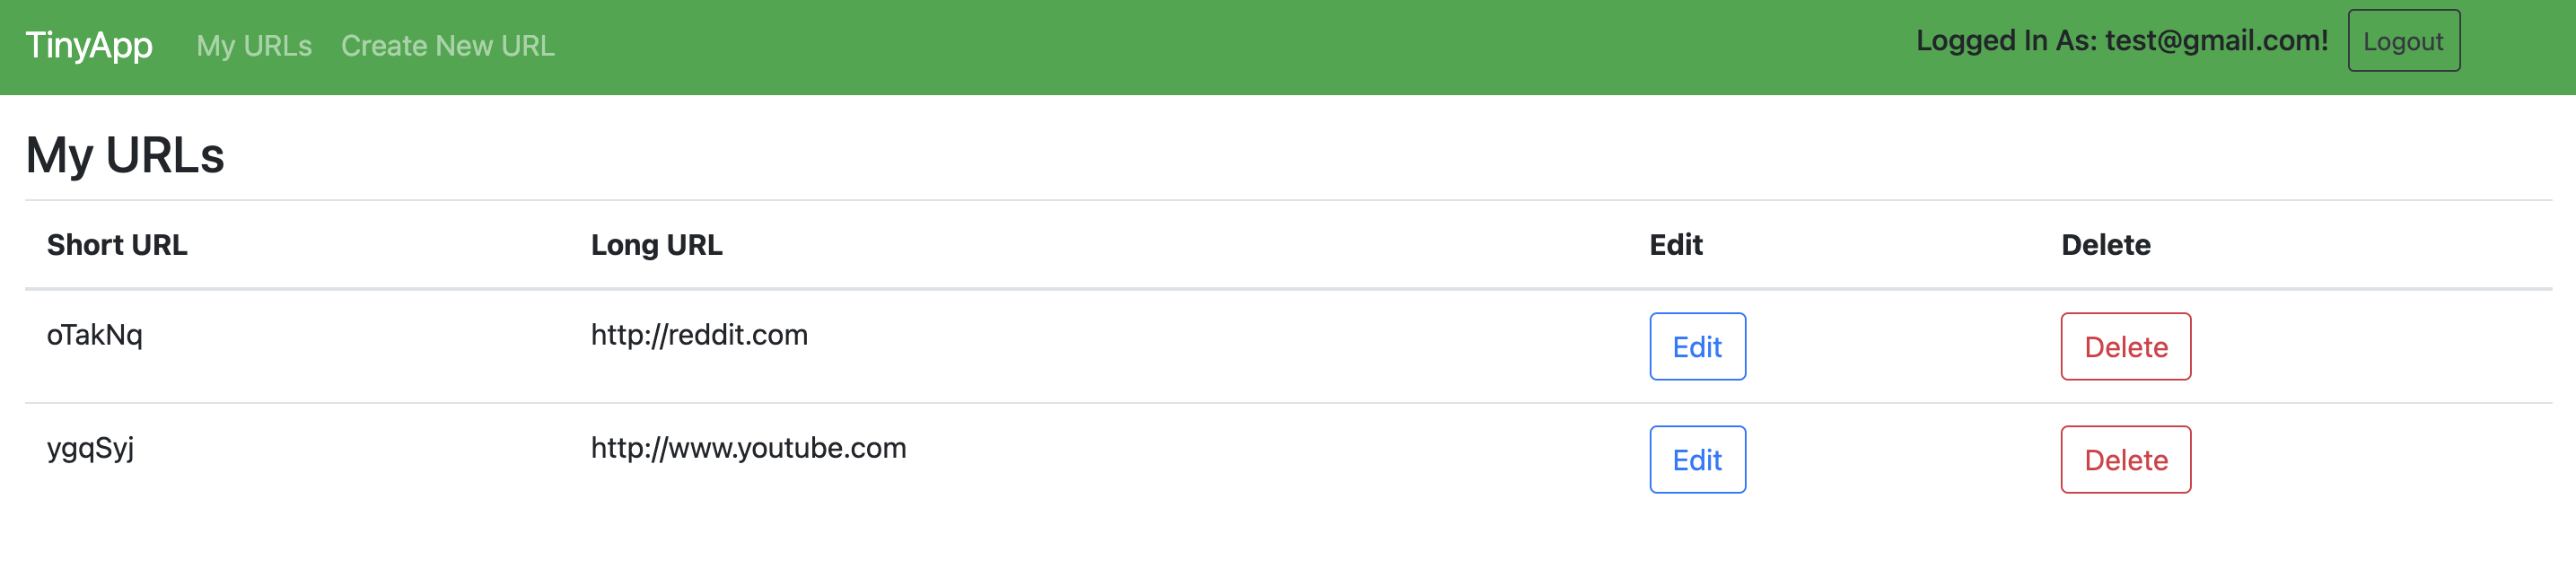 TinyApp My URLs Create New URL Logged In As: test@gmail.com! Logout
My URLs
Short URL Long URL Edit Delete
oTakNq http://reddit.com Edit Delete
ygqSyj http://www.youtube.com Edit Delete